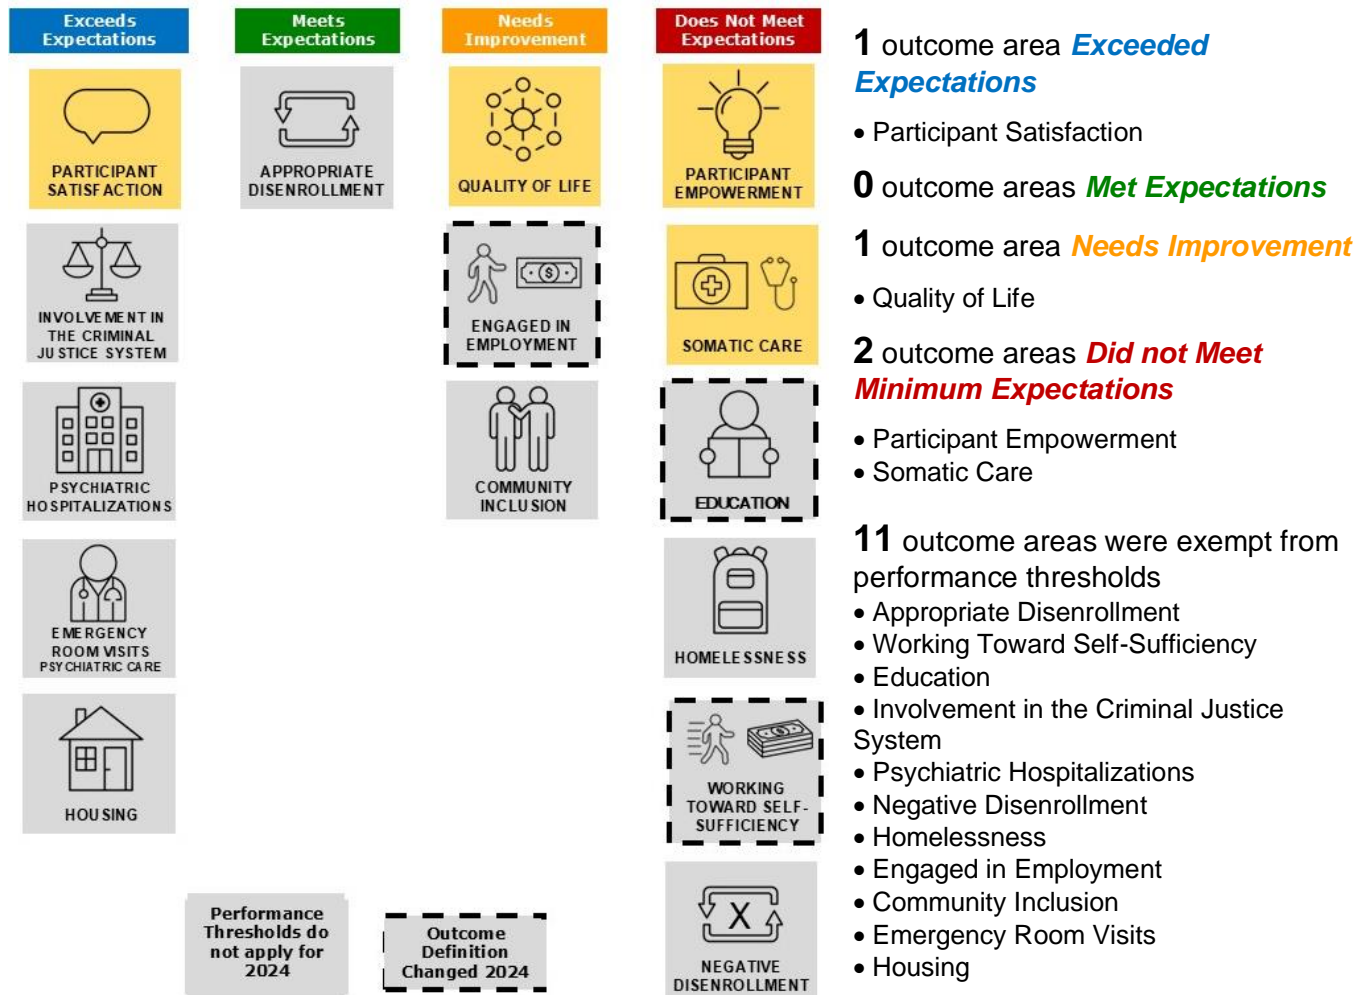 Exceeds
Expectations
Meets
Expectations
Needs
Improvement
Does Not Meet
Expectations
PARTICIPANT
SATISFACTION
INVOLVEMENT IN
THE CRIMINAL
JUSTICE SYSTEM
PSYCHIATRIC
HOSPITALIZATIONS
EMERGENCY
ROOM VISITS
PSYCHIATRIC CARE
HOUSING
APPROPRIATE
DISENROLLMENT
QUALITY OF LIFE
$
ENGAGED IN
EMPLOYMENT
COMMUNITY
INCLUSION
PARTICIPANT
EMPOWERMENT
SOMATIC CARE
EDUCATION
HOMELESSNESS
WORKING
TOWARD SELF-
SUFFICIENCY
X
NEGATIVE
DISENROLLMENT
Performance
Thresholds do
not apply for
2024
Outcome
Definition
Changed 2024
1 outcome area Exceeded
Expectations
• Participant Satisfaction
0 outcome areas Met Expectations
1 outcome area Needs Improvement
• Quality of Life
2 outcome areas Did not Meet
Minimum Expectations
• Participant Empowerment
• Somatic Care
11 outcome areas were exempt from
performance thresholds
• Appropriate Disenrollment
• Working Toward Self-Sufficiency
• Education
• Involvement in the Criminal Justice
System
• Psychiatric Hospitalizations
• Negative Disenrollment
• Homelessness
• Engaged in Employment
• Community Inclusion
• Emergency Room Visits
• Housing